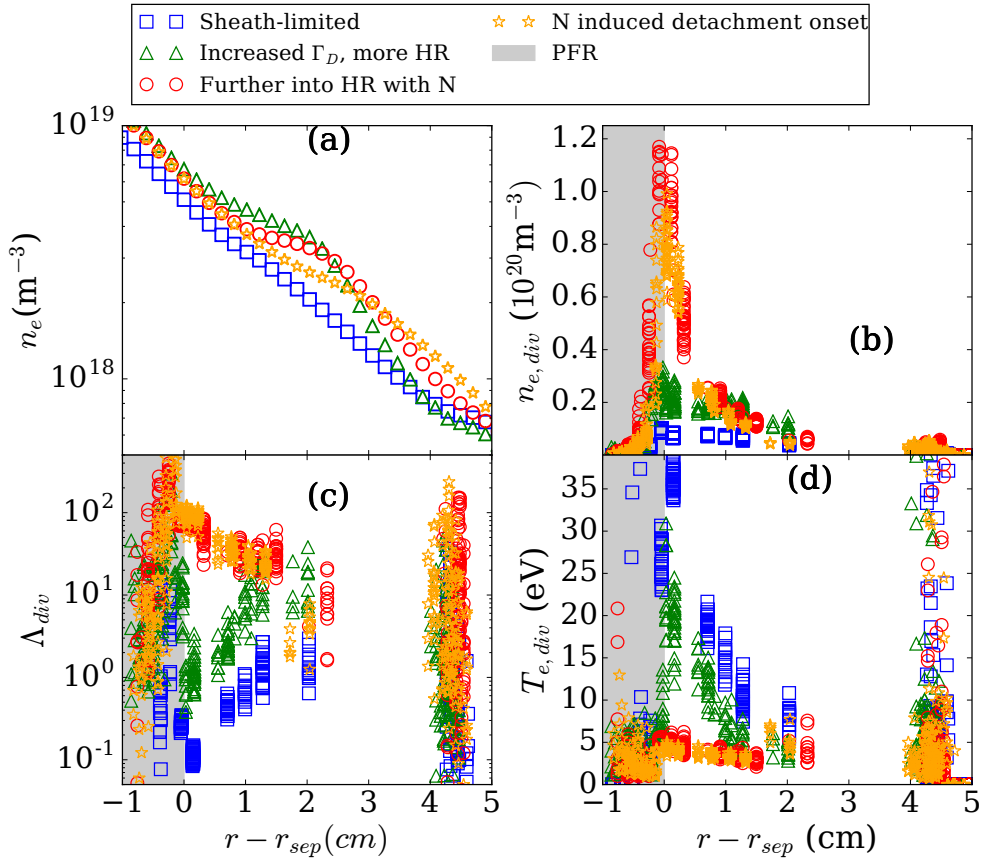 Sheath-limited
Increased Γ_D, more HR
Further into HR with N
N induced detachment onset
PFR
(a)
10^19
10^18
n_e(m^−3)
(b)
1.2
1.0
0.8
0.6
0.4
0.2
n_e,div (10^20 m^−3)
(c)
10^2
10^1
10^0
10^−1
Λ_div
−1 0 1 2 3 4 5
r − r_sep(cm)
(d)
35
30
25
20
15
10
5
0
T_e,div (eV)
−1 0 1 2 3 4 5
r − r_sep (cm)